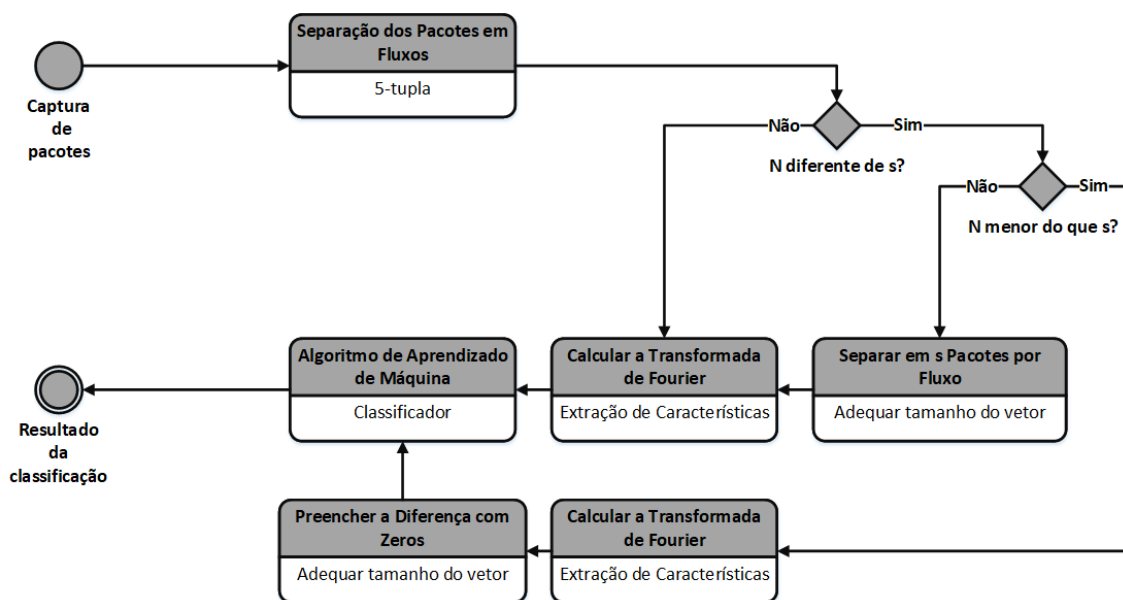 Separação dos Pacotes em
Fluxos
5-tupla
Captura
de
pacotes
Não
Sim
N diferente de s?
Não
Sim
N menor do que s?
Algoritmo de Aprendizado
de Máquina
Classificador
Calcular a Transformada
de Fourier
Extração de Características
Separar em s Pacotes por
Fluxo
Adequar tamanho do vetor
Resultado
da
classificação
Preencher a Diferença com
Zeros
Adequar tamanho do vetor
Calcular a Transformada
de Fourier
Extração de Características